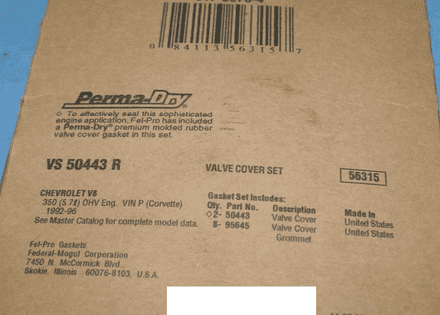 0 84113 56315 7
Perma-Dry®
◇ To effectively seal this sophisticated
engine application, Fel-Pro has included
a Perma-Dry® premium molded rubber
valve cover gasket in this set.
VS 50443 R VALVE COVER SET 56315
CHEVROLET V8
350 (5.7ℓ) OHV Eng. VIN P (Corvette)
1992-96
See Master Catalog for complete model data.
Gasket Set Includes:
Qty. Part No. Description Made in
◇2- 50443 Valve Cover United States
8- 95645 Valve Cover United States
Grommet
Fel-Pro Gaskets
Federal-Mogul Corporation
7450 N. McCormick Blvd.,
Skokie, Illinois 60076-8103, U.S.A.